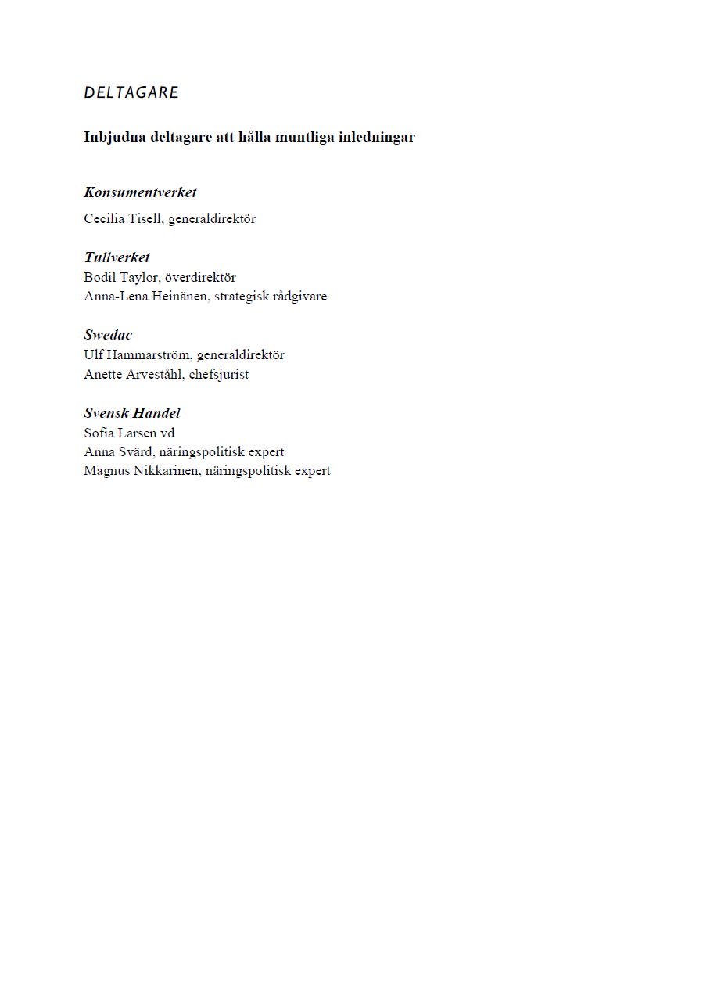 DELTAGARE
Inbjudna deltagare att hålla muntliga inledningar
Konsumentverket
Cecilia Tisell, generaldirektör
Tullverket
Bodil Taylor, överdirektör
Anna-Lena Heinänen, strategisk rådgivare
Swedac
Ulf Hammarström, generaldirektör
Anette Arveståhl, chefsjurist
Svensk Handel
Sofia Larsen vd
Anna Svärd, näringspolitisk expert
Magnus Nikkarinen, näringspolitisk expert